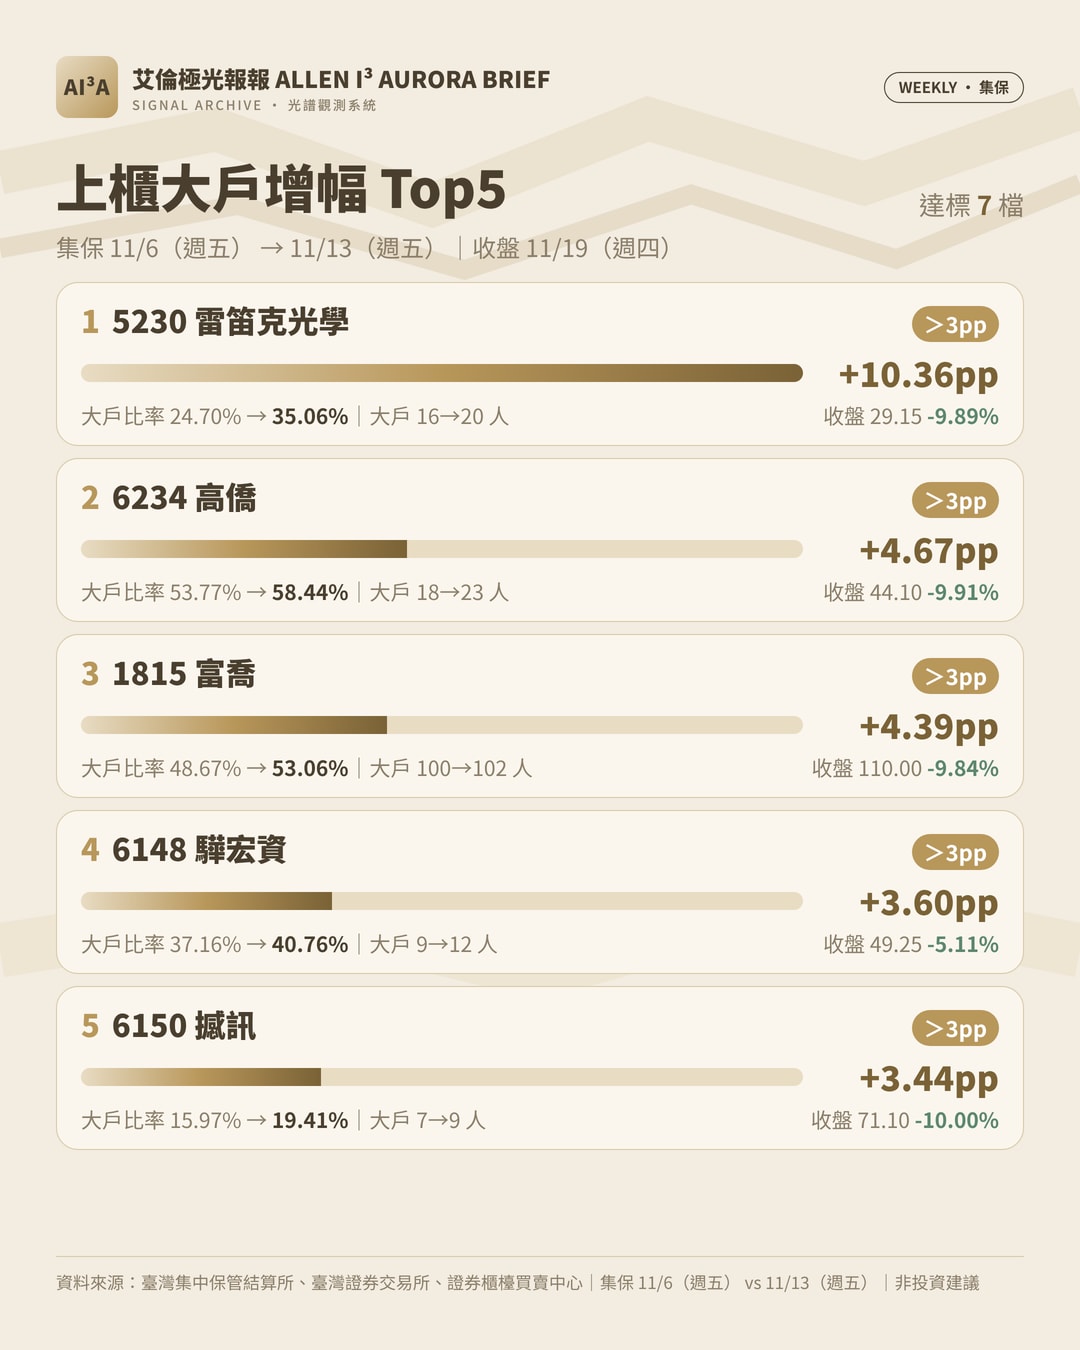 AI³A
艾倫極光報報 ALLEN I³ AURORA BRIEF
SIGNAL ARCHIVE · 光譜觀測系統
WEEKLY · 集保
上櫃大戶增幅 Top5
達標 7 檔
集保 11/6（週五） → 11/13（週五）｜收盤 11/19（週四）
1 5230 雷笛克光學
＞3pp
+10.36pp
大戶比率 24.70% → 35.06%｜大戶 16→20 人
收盤 29.15 -9.89%
2 6234 高僑
＞3pp
+4.67pp
大戶比率 53.77% → 58.44%｜大戶 18→23 人
收盤 44.10 -9.91%
3 1815 富喬
＞3pp
+4.39pp
大戶比率 48.67% → 53.06%｜大戶 100→102 人
收盤 110.00 -9.84%
4 6148 驊宏資
＞3pp
+3.60pp
大戶比率 37.16% → 40.76%｜大戶 9→12 人
收盤 49.25 -5.11%
5 6150 撼訊
＞3pp
+3.44pp
大戶比率 15.97% → 19.41%｜大戶 7→9 人
收盤 71.10 -10.00%
資料來源：臺灣集中保管結算所、臺灣證券交易所、證券櫃檯買賣中心｜集保 11/6（週五） vs 11/13（週五）｜非投資建議